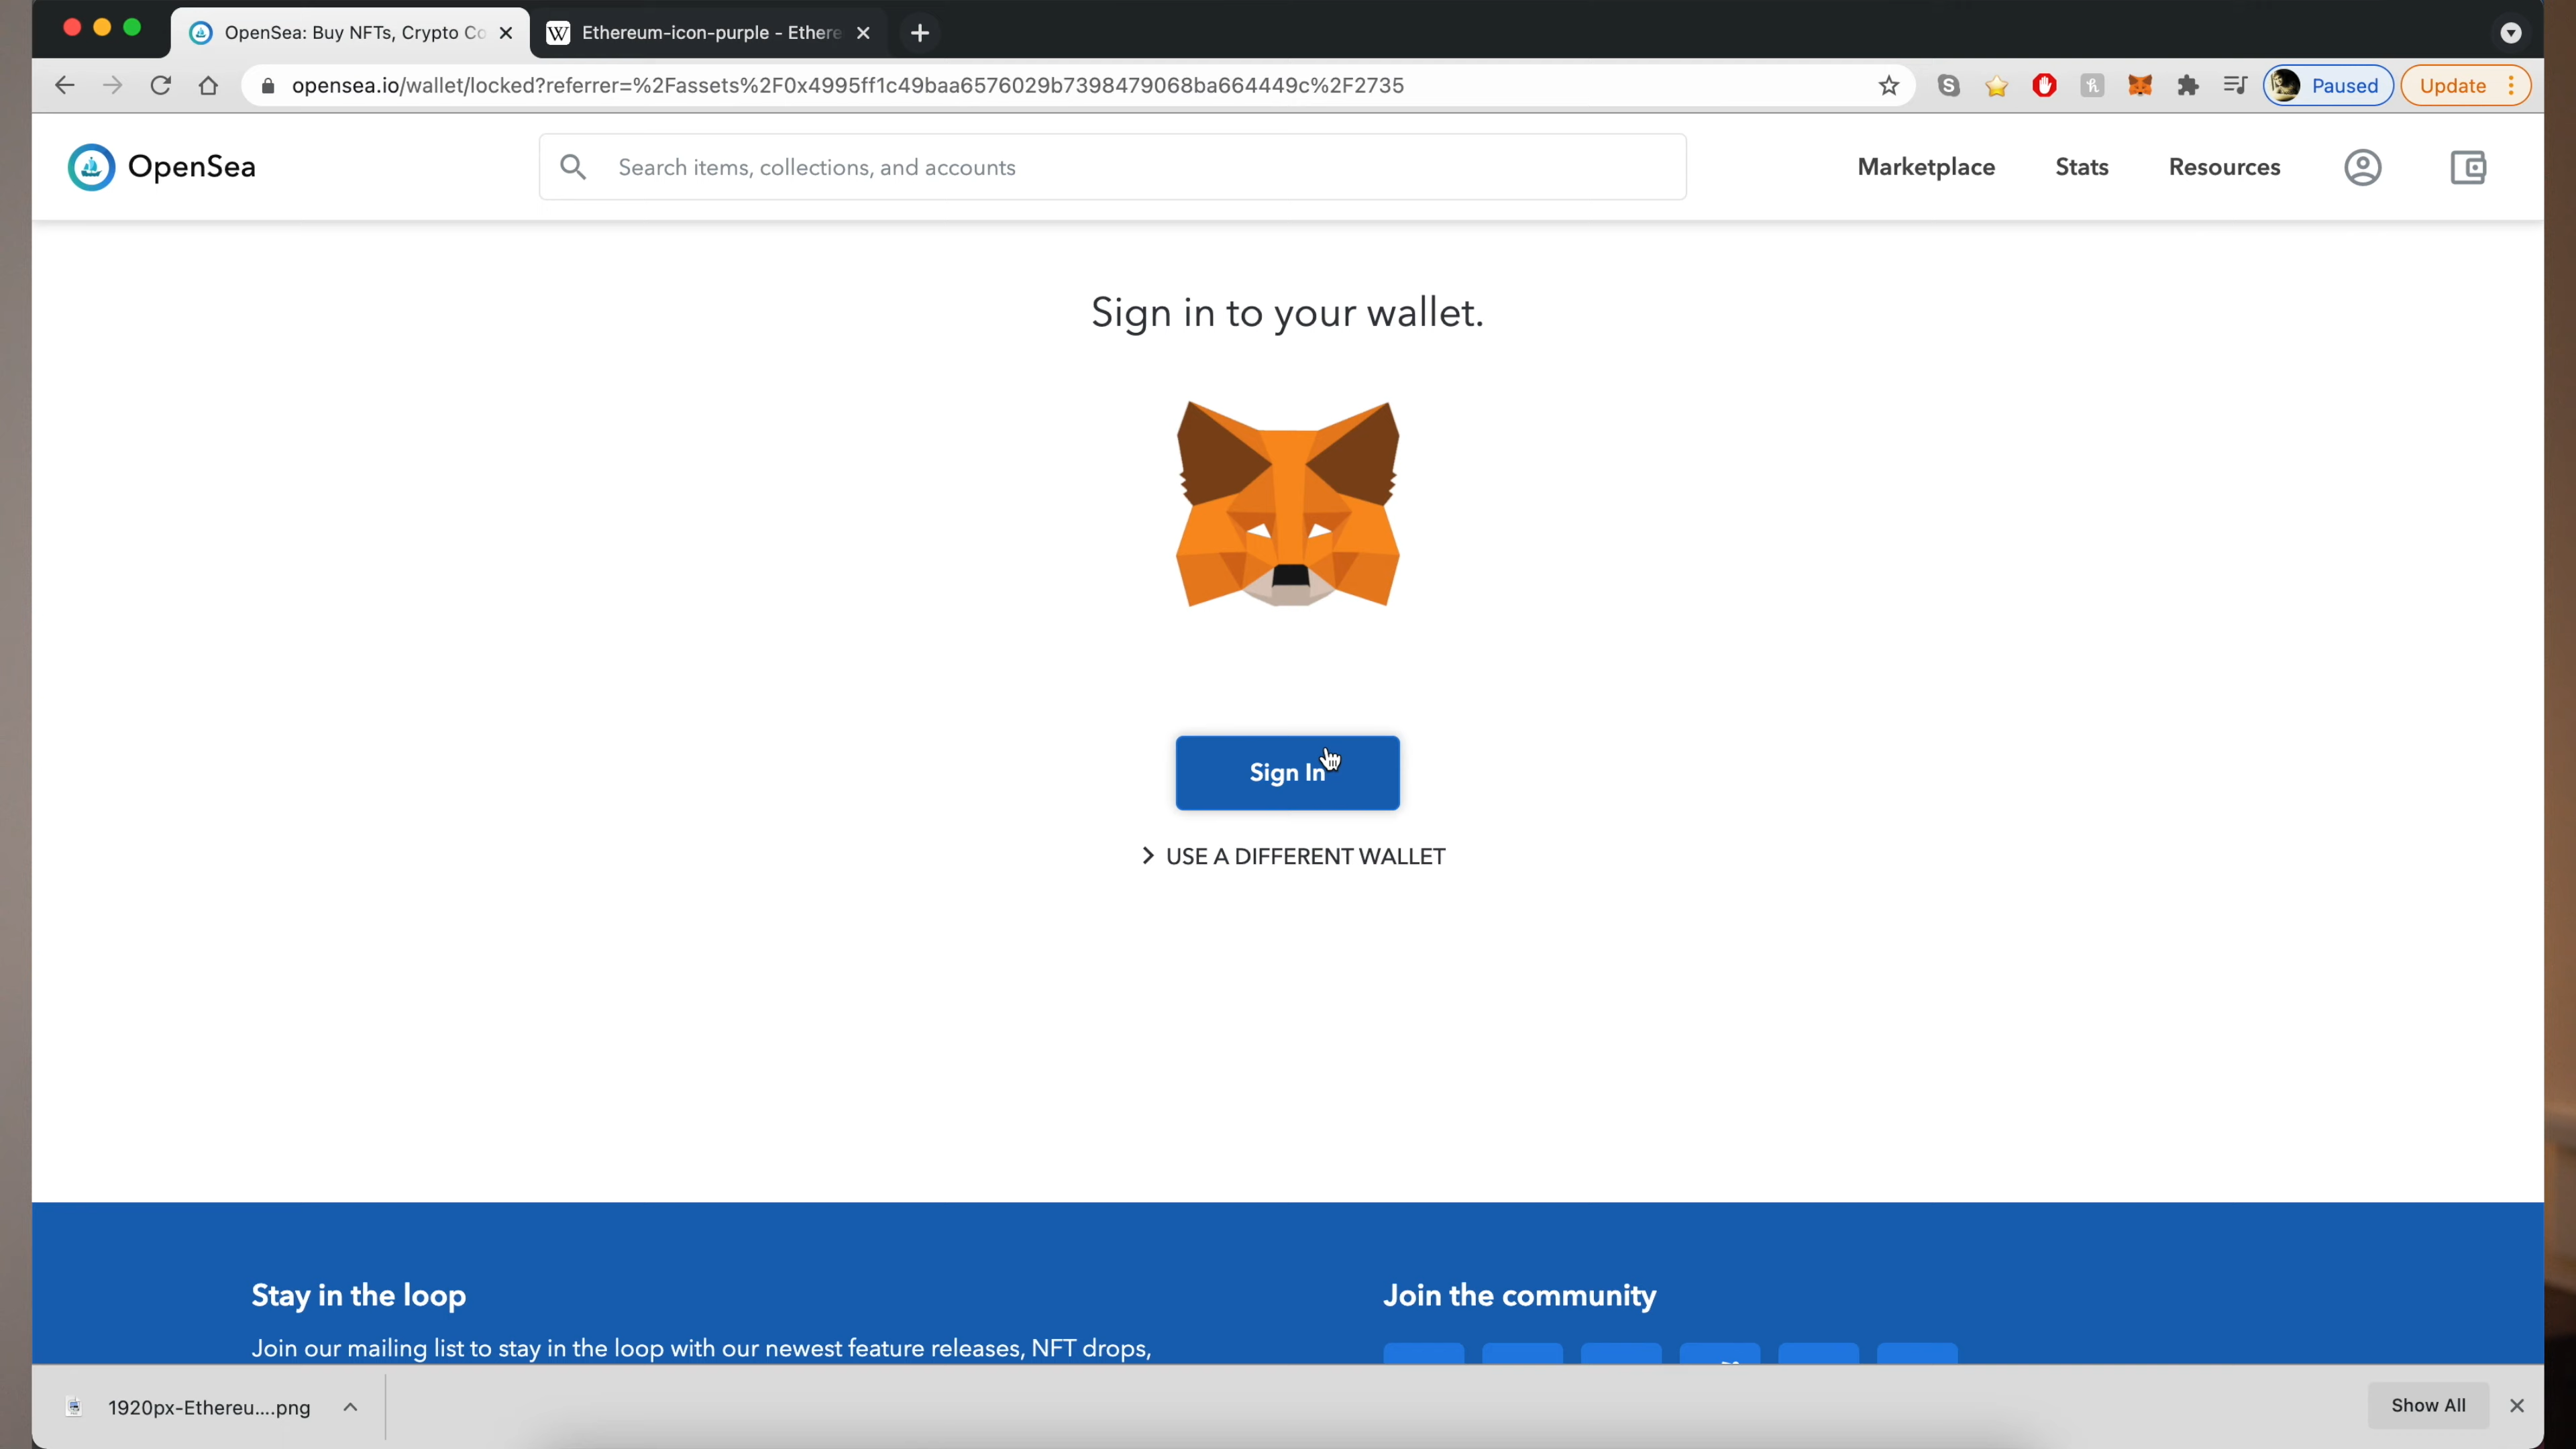 OpenSea: Buy NFTs, Crypto Co
Ethereum-icon-purple - Ethere
opensea.io/wallet/locked?referrer=%2Fassets%2F0x4995ff1c49baa6576029b7398479068ba664449c%2F2735
Paused
Update
OpenSea
Search items, collections, and accounts
Marketplace
Stats
Resources
Sign in to your wallet.
Sign In
USE A DIFFERENT WALLET
Stay in the loop
Join our mailing list to stay in the loop with our newest feature releases, NFT drops,
Join the community
1920px-Ethereu....png
Show All